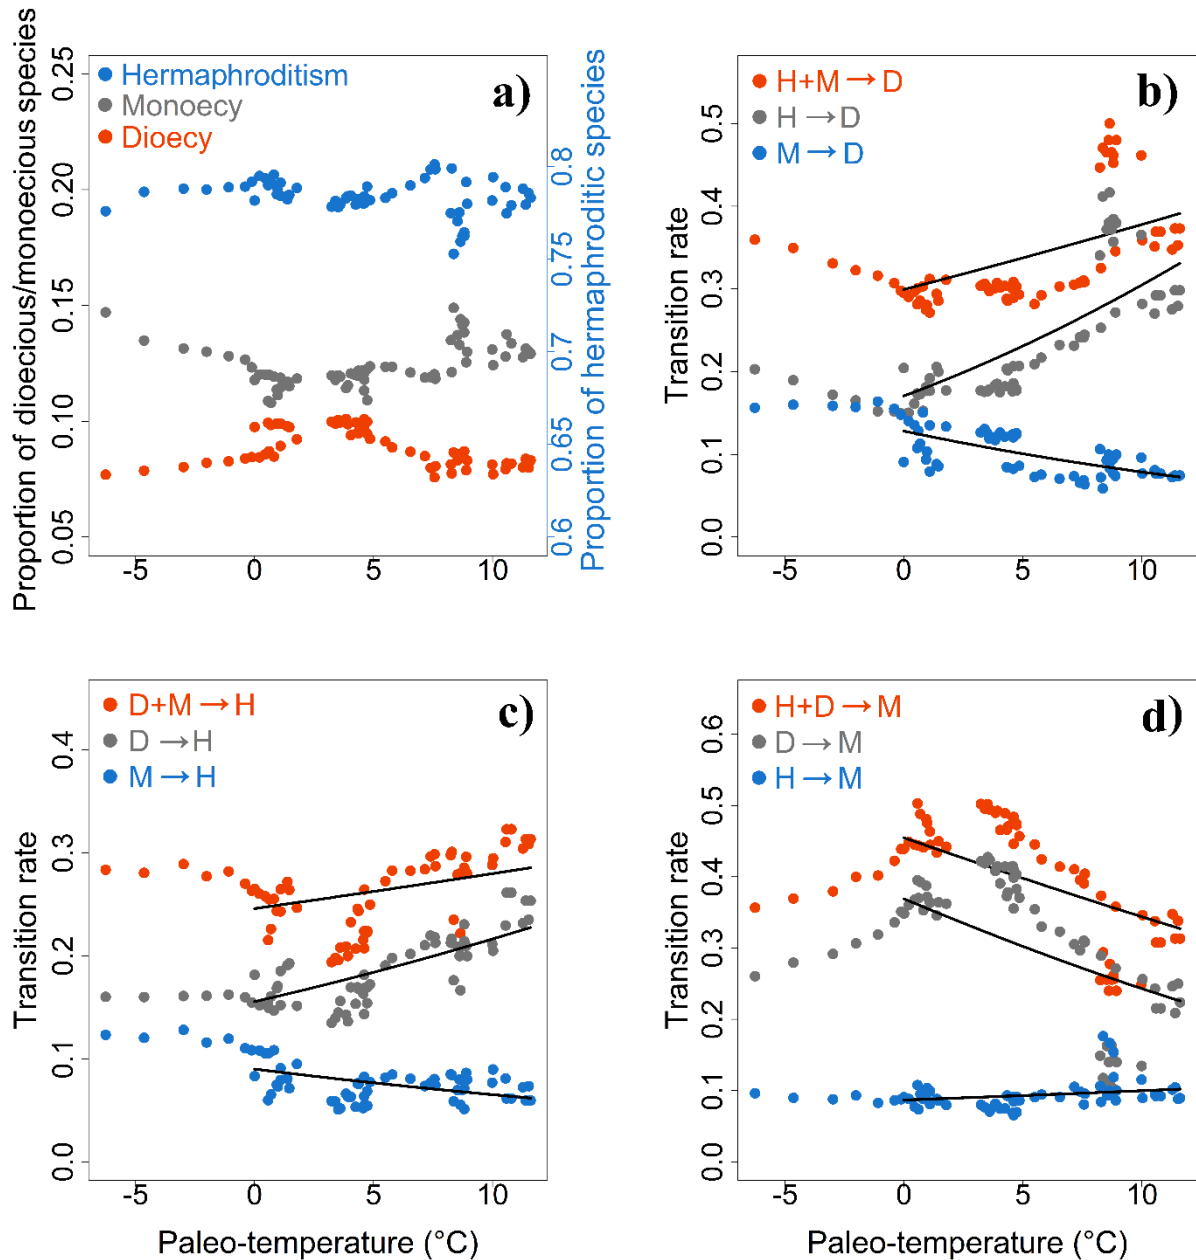 Proportion of dioecious/monoecious species
0.25
0.20
0.15
0.10
0.05
Hermaphroditism
Monoecy
Dioecy
a)
0.8
0.75
0.7
0.65
0.6
Proportion of hermaphroditic species
-5 0 5 10
Transition rate
0.5
0.4
0.3
0.2
0.1
0.0
H+M → D
H → D
M → D
b)
-5 0 5 10
Transition rate
0.4
0.3
0.2
0.1
0.0
D+M → H
D → H
M → H
c)
-5 0 5 10
Paleo-temperature (°C)
Transition rate
0.6
0.5
0.4
0.3
0.2
0.1
0.0
H+D → M
D → M
H → M
d)
-5 0 5 10
Paleo-temperature (°C)